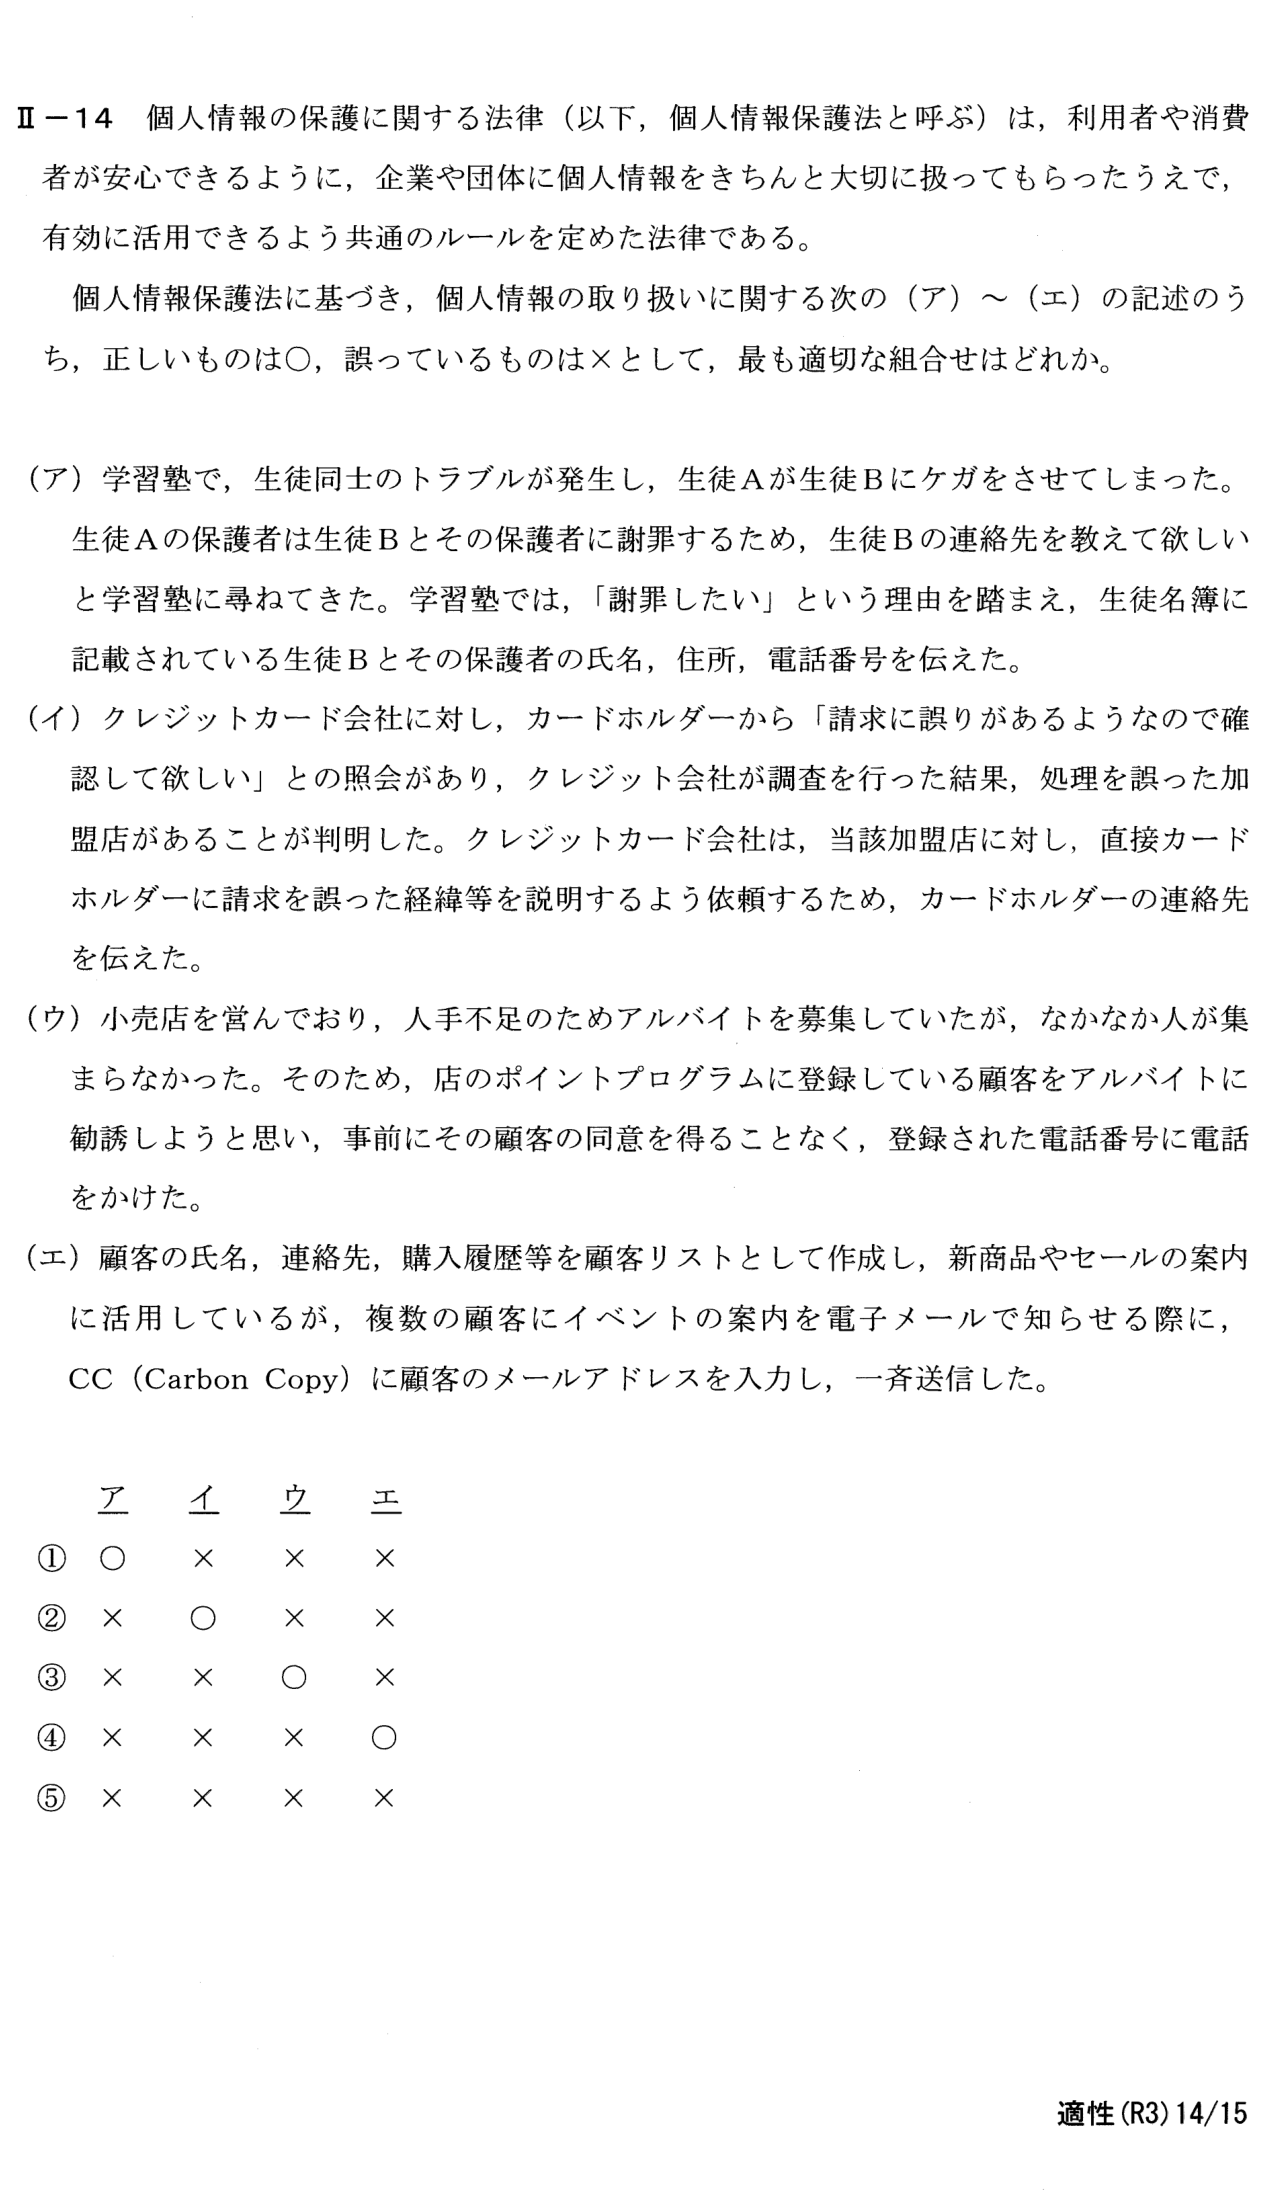 Ⅱ－14　個人情報の保護に関する法律（以下，個人情報保護法と呼ぶ）は，利用者や消費
者が安心できるように，企業や団体に個人情報をきちんと大切に扱ってもらったうえで，
有効に活用できるよう共通のルールを定めた法律である。
個人情報保護法に基づき，個人情報の取り扱いに関する次の（ア）～（エ）の記述のう
ち，正しいものは○，誤っているものは×として，最も適切な組合せはどれか。
（ア）学習塾で，生徒同士のトラブルが発生し，生徒Ａが生徒Ｂにケガをさせてしまった。
生徒Ａの保護者は生徒Ｂとその保護者に謝罪するため，生徒Ｂの連絡先を教えて欲しい
と学習塾に尋ねてきた。学習塾では，「謝罪したい」という理由を踏まえ，生徒名簿に
記載されている生徒Ｂとその保護者の氏名，住所，電話番号を伝えた。
（イ）クレジットカード会社に対し，カードホルダーから「請求に誤りがあるようなので確
認して欲しい」との照会があり，クレジット会社が調査を行った結果，処理を誤った加
盟店があることが判明した。クレジットカード会社は，当該加盟店に対し，直接カード
ホルダーに請求を誤った経緯等を説明するよう依頼するため，カードホルダーの連絡先
を伝えた。
（ウ）小売店を営んでおり，人手不足のためアルバイトを募集していたが，なかなか人が集
まらなかった。そのため，店のポイントプログラムに登録している顧客をアルバイトに
勧誘しようと思い，事前にその顧客の同意を得ることなく，登録された電話番号に電話
をかけた。
（エ）顧客の氏名，連絡先，購入履歴等を顧客リストとして作成し，新商品やセールの案内
に活用しているが，複数の顧客にイベントの案内を電子メールで知らせる際に，
CC（Carbon Copy）に顧客のメールアドレスを入力し，一斉送信した。
ア　イ　ウ　エ
① ○　×　×　×
② ×　○　×　×
③ ×　×　○　×
④ ×　×　×　○
⑤ ×　×　×　×
適性(R3)14/15